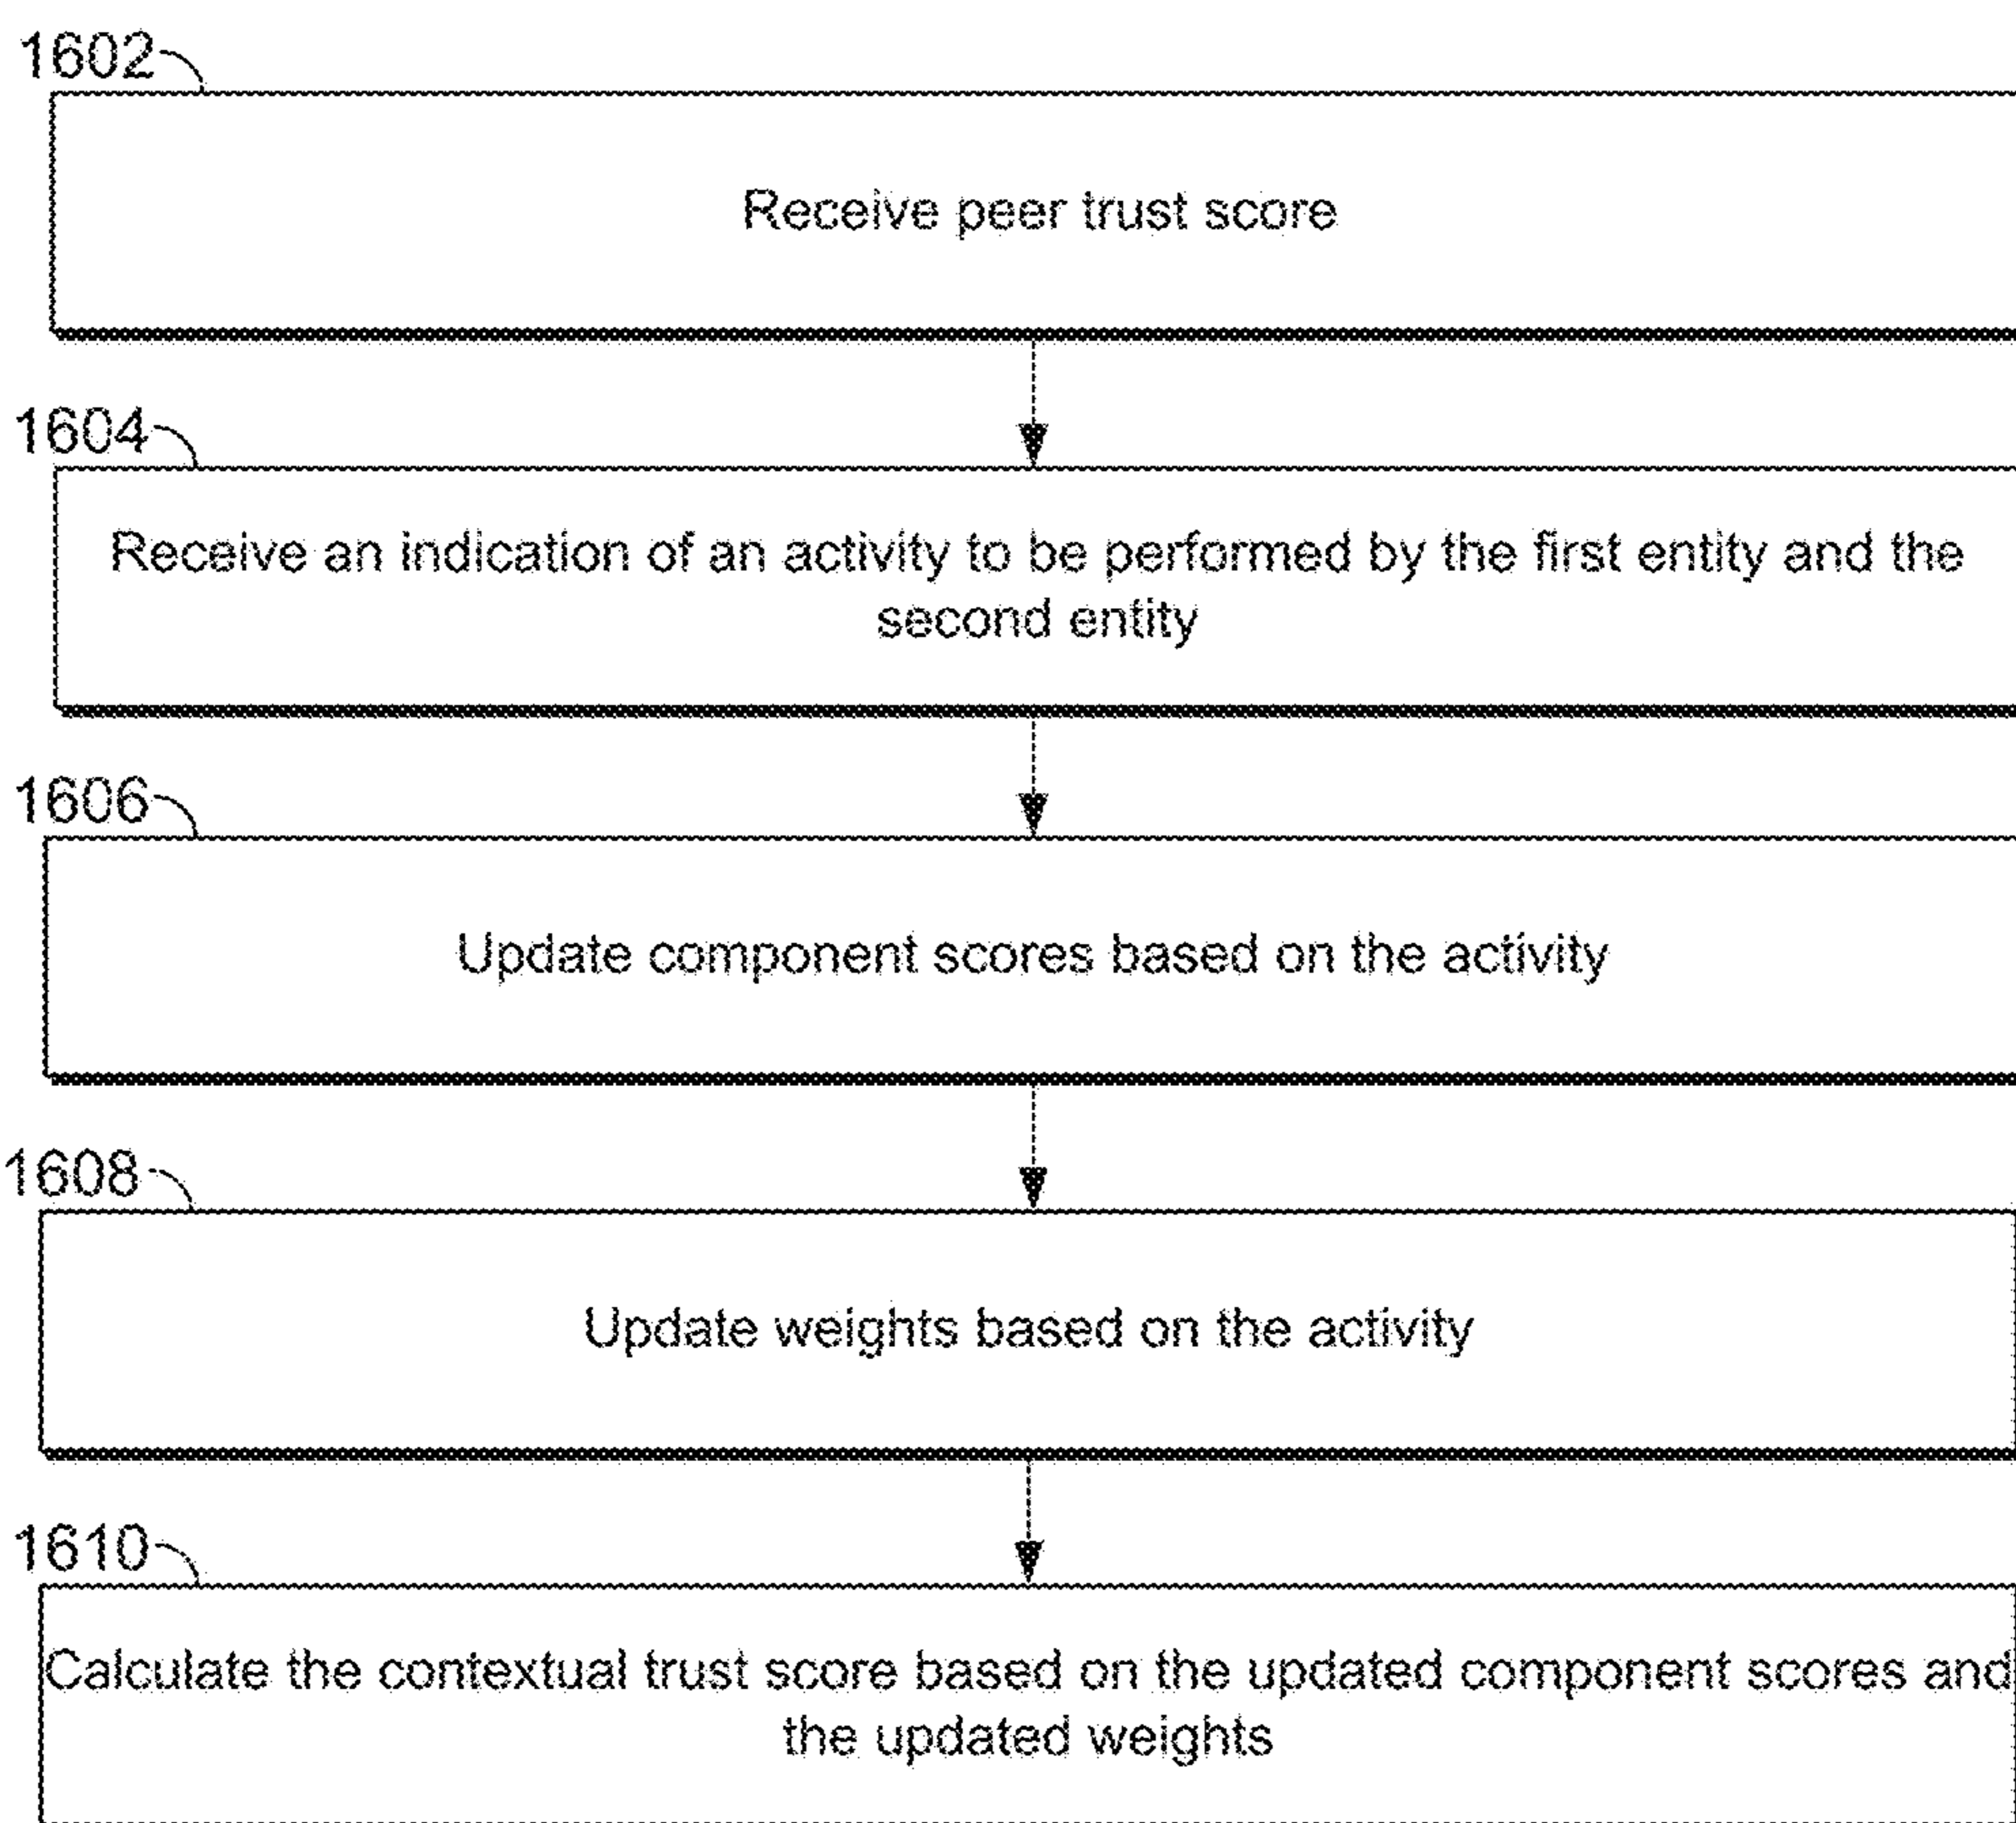 1602
Receive peer trust score
1604
Receive an indication of an activity to be performed by the first entity and the
second entity
1606
Update component scores based on the activity
1608
Update weights based on the activity
1610
Calculate the contextual trust score based on the updated component scores and
the updated weights